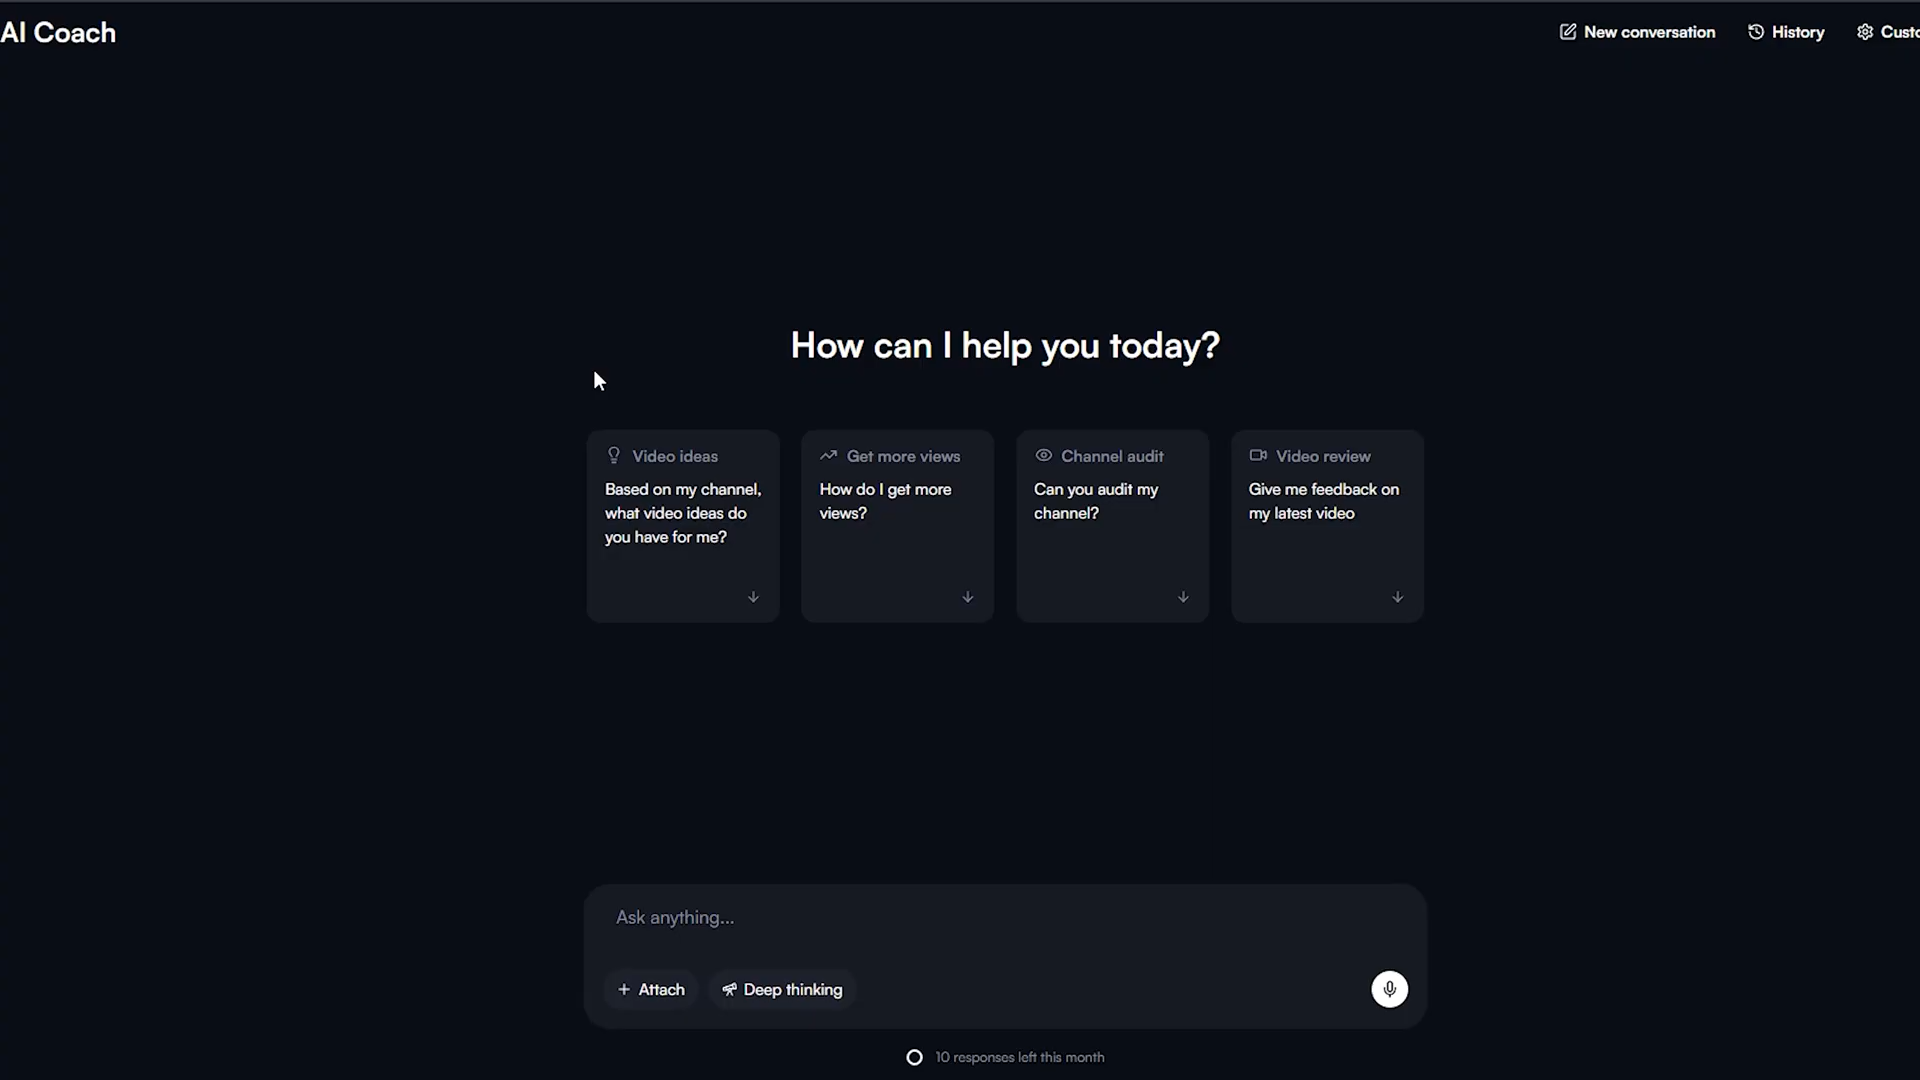 AI Coach
New conversation
History
Custo
How can I help you today?
Video ideas
Based on my channel,
what video ideas do
you have for me?
Get more views
How do I get more
views?
Channel audit
Can you audit my
channel?
Video review
Give me feedback on
my latest video
Ask anything...
Attach
Deep thinking
10 responses left this month